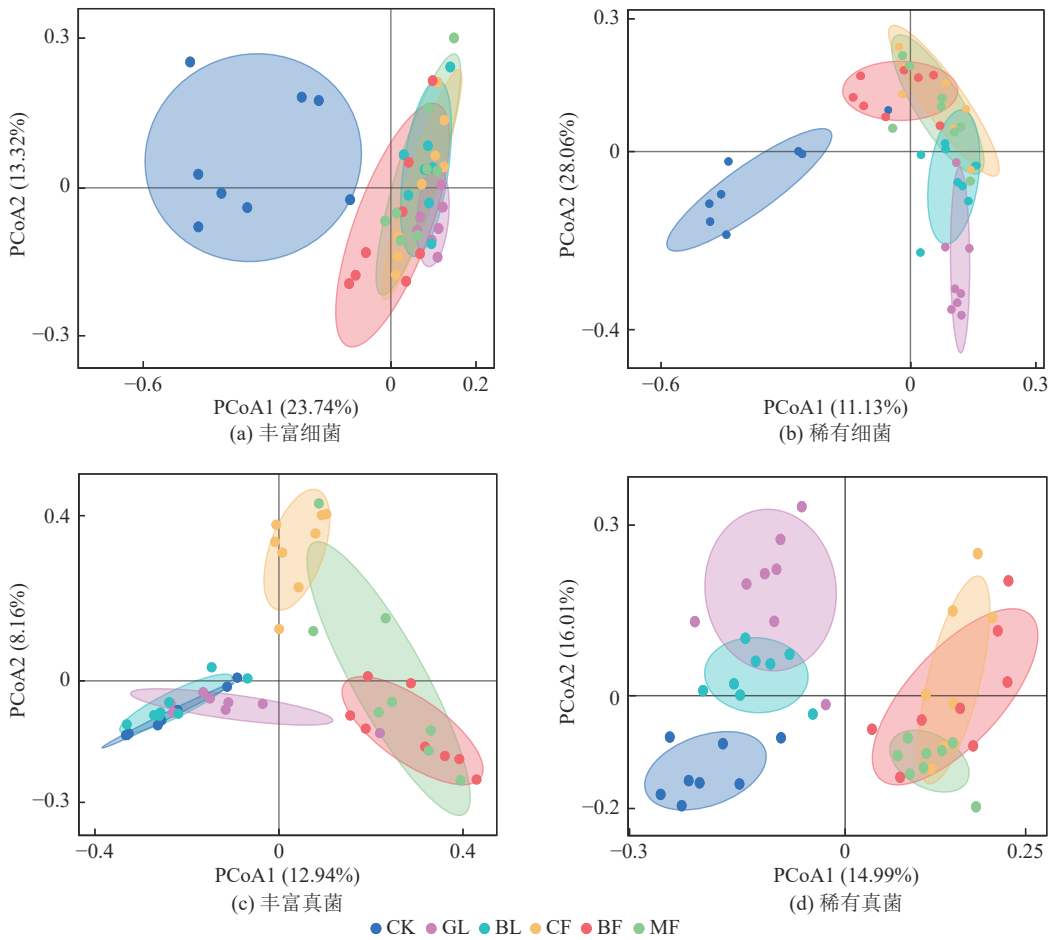 0.3
0
−0.3
−0.6
0
0.2
PCoA2 (13.32%)
PCoA1 (23.74%)
(a) 丰富细菌
0.3
0
−0.4
−0.6
0
0.3
PCoA2 (28.06%)
PCoA1 (11.13%)
(b) 稀有细菌
0.4
0
−0.3
−0.4
0
0.4
PCoA2 (8.16%)
PCoA1 (12.94%)
(c) 丰富真菌
0.3
0
−0.2
−0.3
0
0.25
PCoA2 (16.01%)
PCoA1 (14.99%)
(d) 稀有真菌
CK GL BL CF BF MF